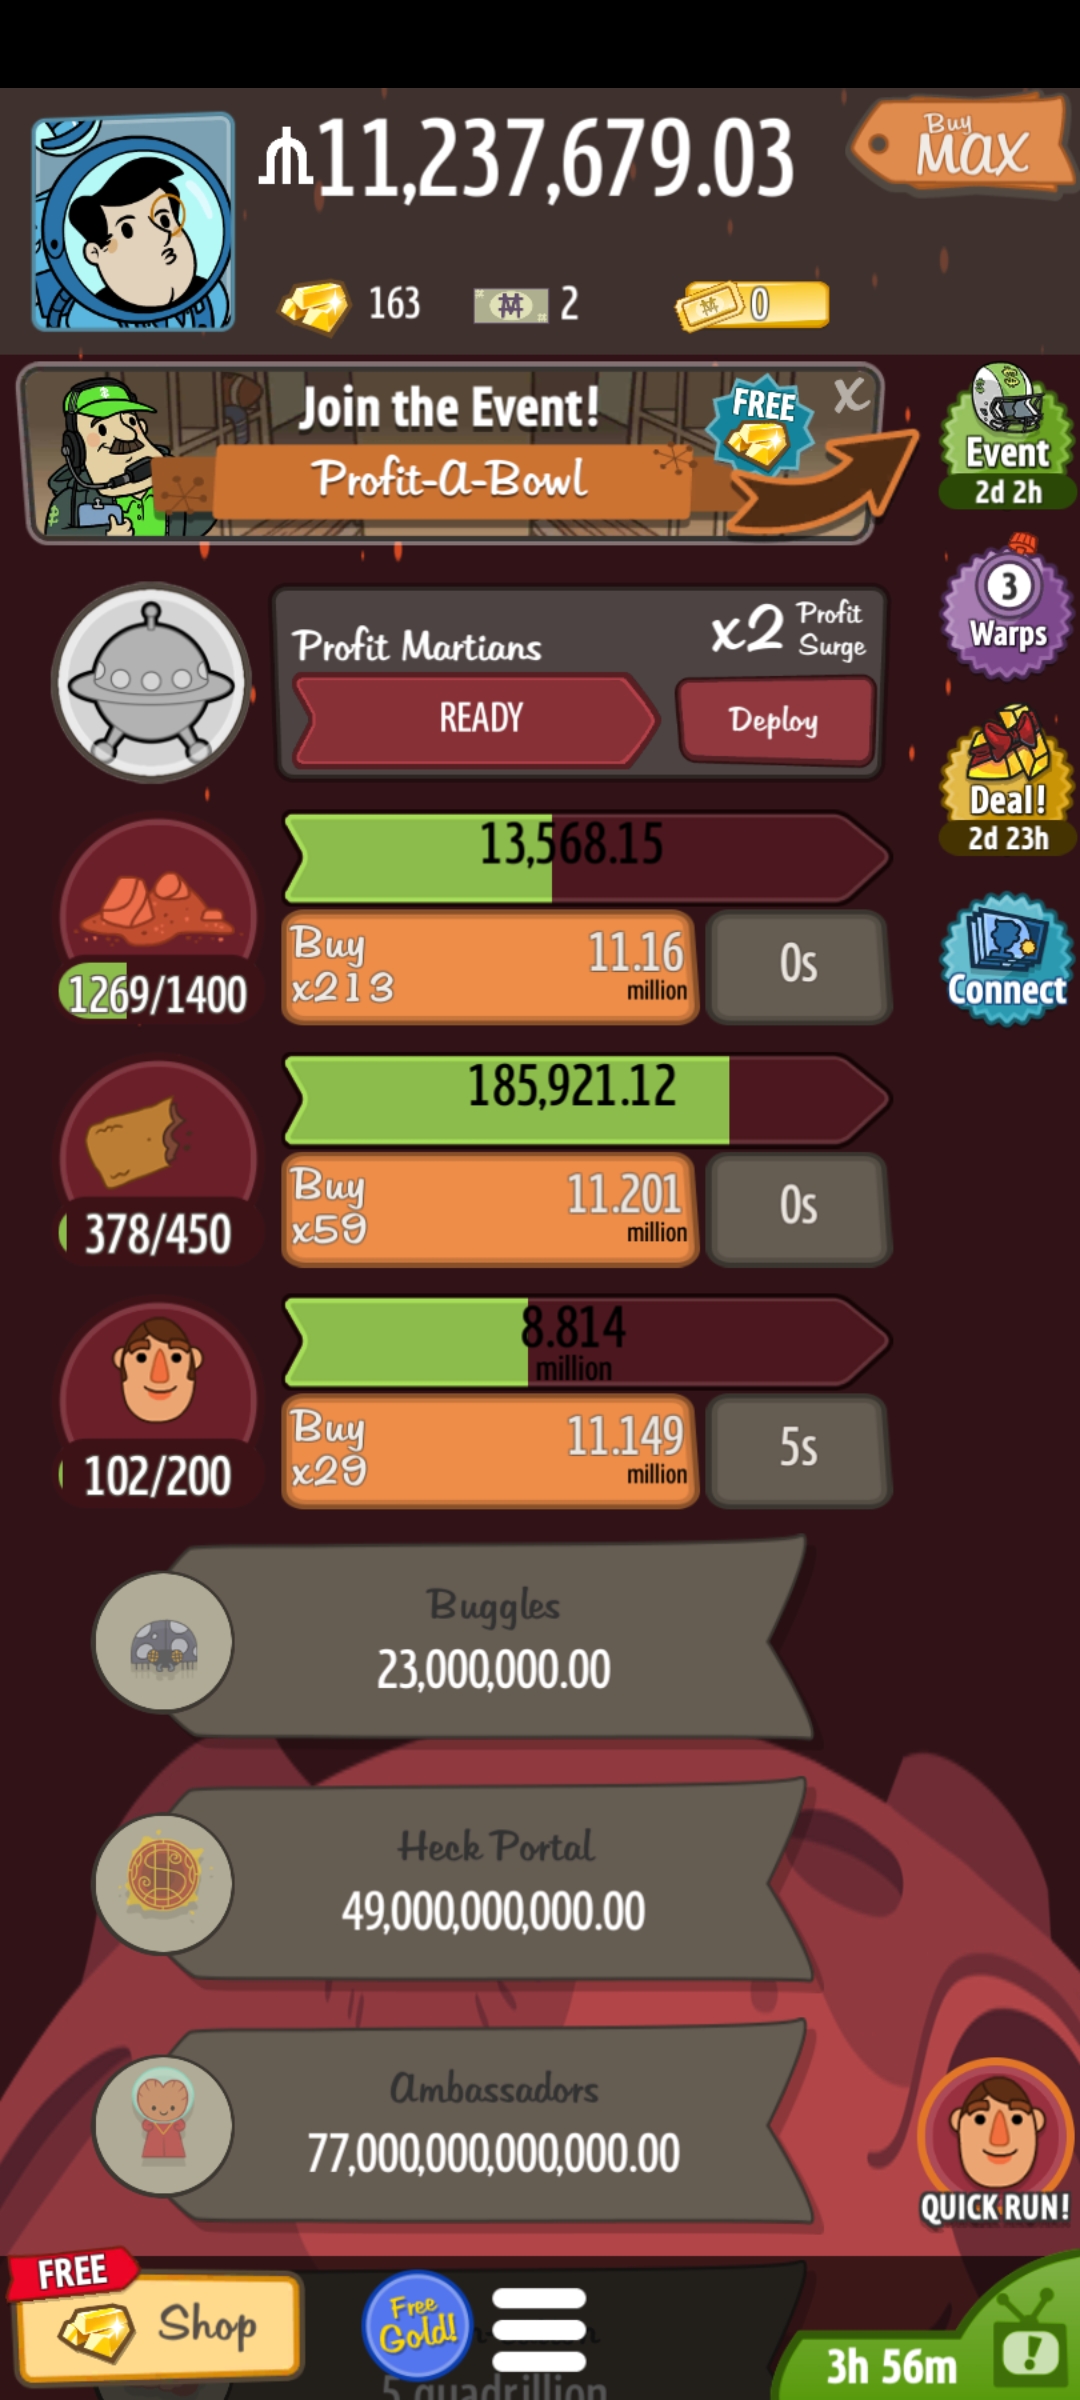 ₼11,237,679.03
Buy
MAX
163
2
0
Join the Event!
Profit-A-Bowl
FREE
X
Event
2d 2h
3
Warps
Profit Martians
x2 Profit
Surge
READY
Deploy
Deal!
2d 23h
13,568.15
Buy
x213
11.16
million
0s
1269/1400
Connect
185,921.12
Buy
x59
11.201
million
0s
378/450
8.814
million
Buy
x29
11.149
million
5s
102/200
Buggles
23,000,000.00
Heck Portal
49,000,000,000.00
Ambassadors
77,000,000,000,000.00
QUICK RUN!
FREE
Shop
Free
Gold!
3h 56m
5 quadrillion